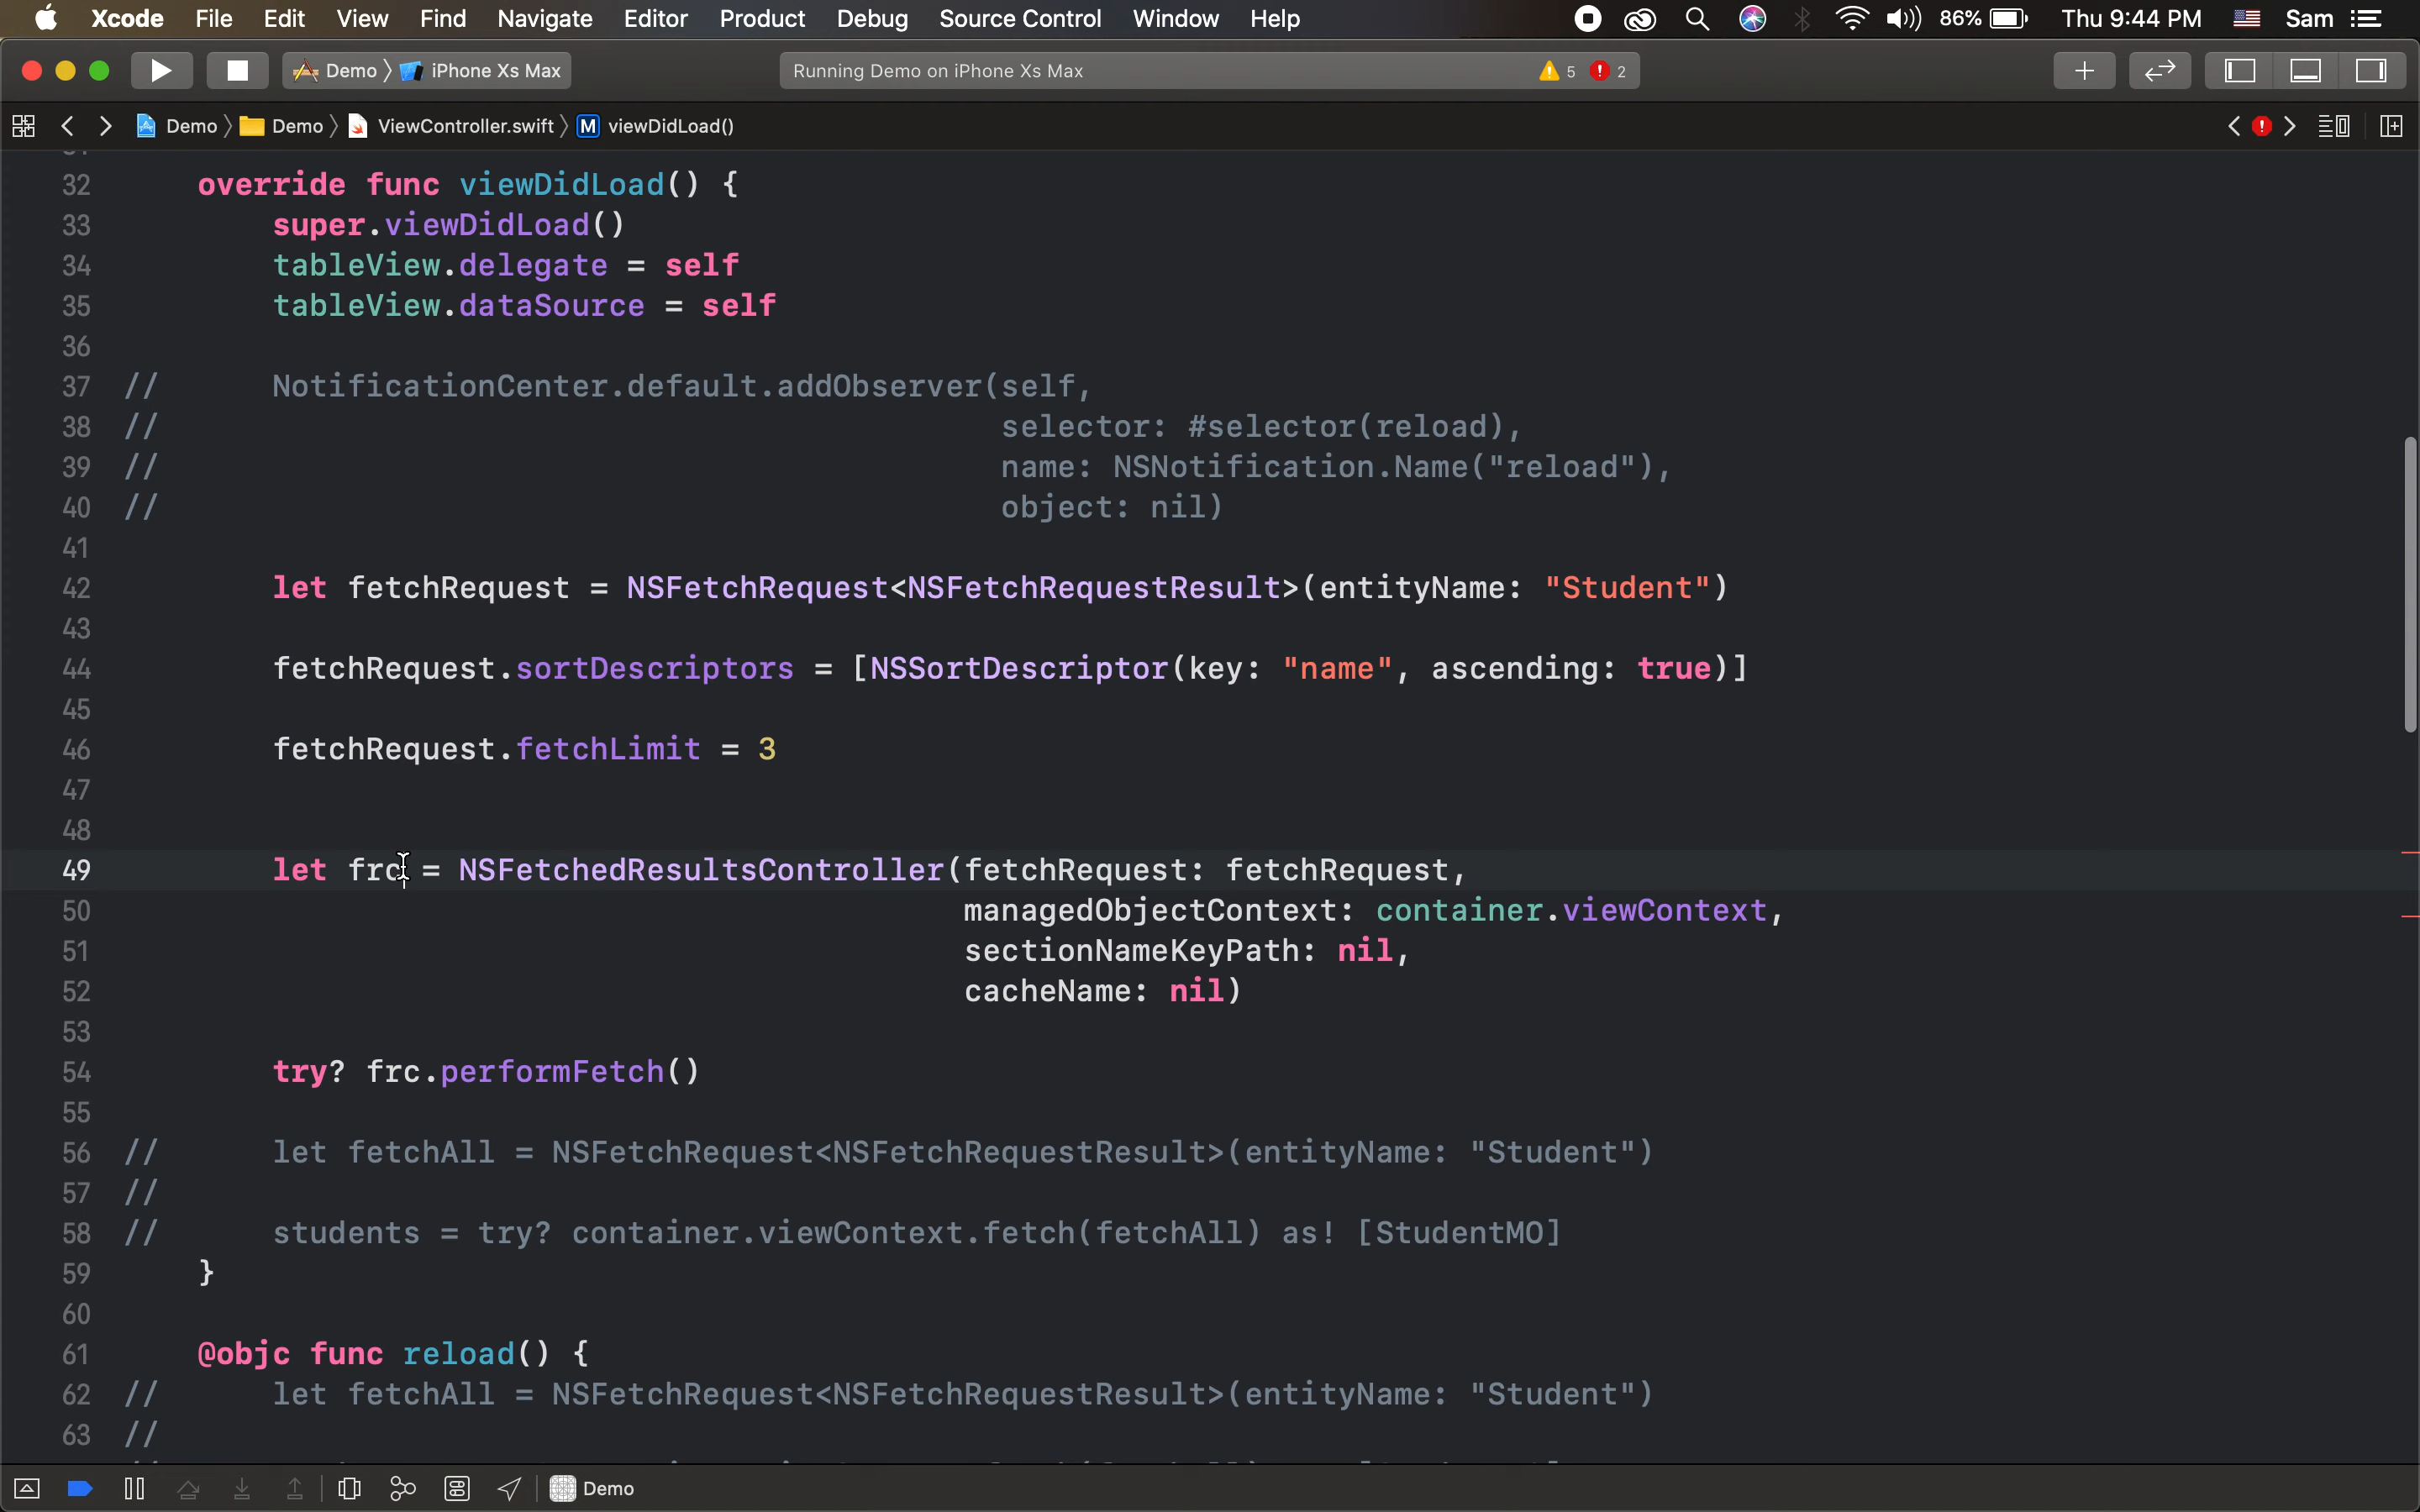 Xcode File Edit View Find Navigate Editor Product Debug Source Control Window Help 86% Thu 9:44 PM Sam
Demo iPhone Xs Max Running Demo on iPhone Xs Max 5 2
Demo Demo ViewController.swift M viewDidLoad()
32 override func viewDidLoad() {
33 super.viewDidLoad()
34 tableView.delegate = self
35 tableView.dataSource = self
36
37 // NotificationCenter.default.addObserver(self,
38 // selector: #selector(reload),
39 // name: NSNotification.Name("reload"),
40 // object: nil)
41
42 let fetchRequest = NSFetchRequest<NSFetchRequestResult>(entityName: "Student")
43
44 fetchRequest.sortDescriptors = [NSSortDescriptor(key: "name", ascending: true)]
45
46 fetchRequest.fetchLimit = 3
47
48
49 let frc = NSFetchedResultsController(fetchRequest: fetchRequest,
50 managedObjectContext: container.viewContext,
51 sectionNameKeyPath: nil,
52 cacheName: nil)
53
54 try? frc.performFetch()
55
56 // let fetchAll = NSFetchRequest<NSFetchRequestResult>(entityName: "Student")
57 //
58 // students = try? container.viewContext.fetch(fetchAll) as! [StudentMO]
59 }
60
61 @objc func reload() {
62 // let fetchAll = NSFetchRequest<NSFetchRequestResult>(entityName: "Student")
63 //
Demo